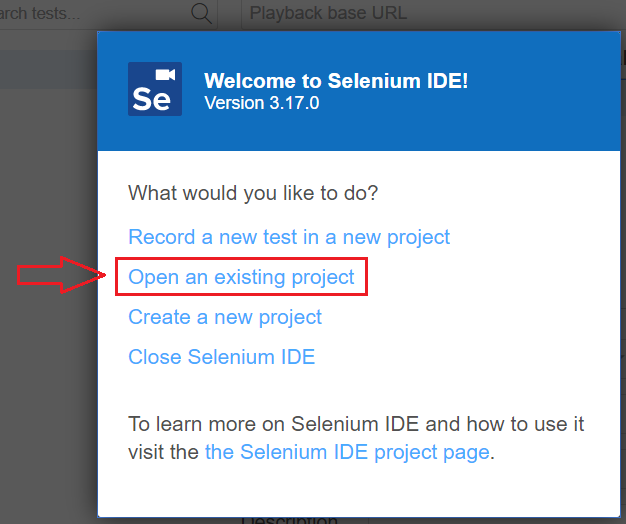 arch tests... Playback base URL
Se
Welcome to Selenium IDE!
Version 3.17.0
What would you like to do?
Record a new test in a new project
Open an existing project
Create a new project
Close Selenium IDE
To learn more on Selenium IDE and how to use it
visit the the Selenium IDE project page.
Description